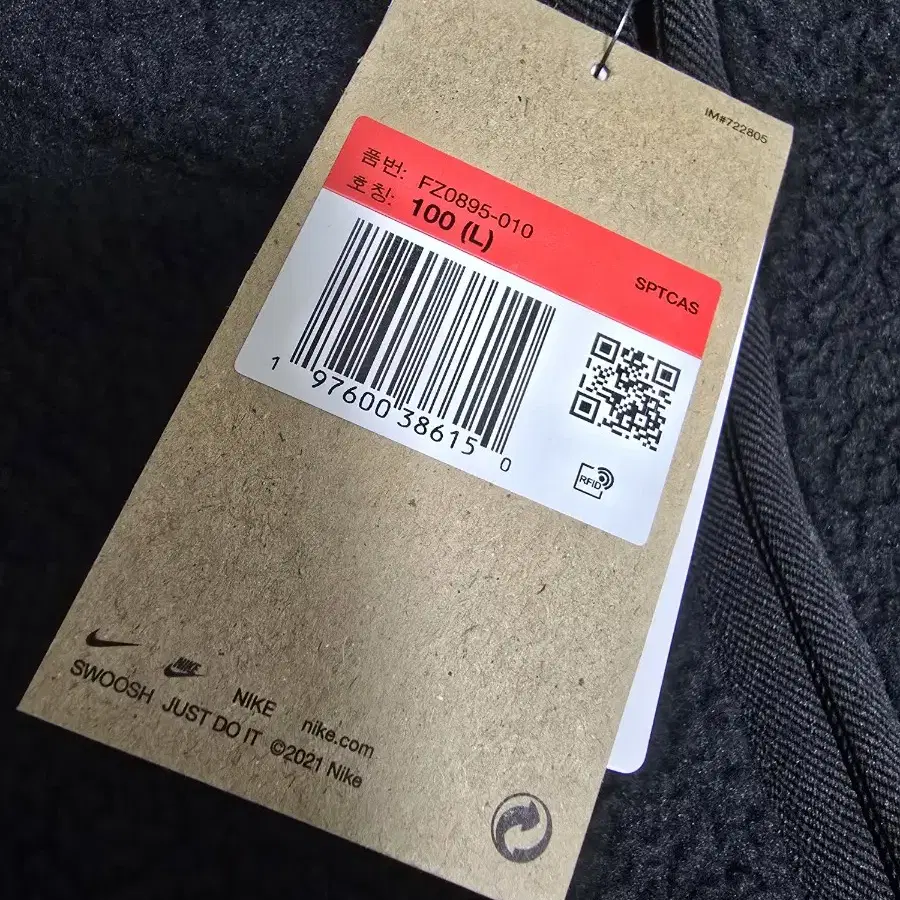 IM#722805
품번: FZ0895-010
호칭: 100 (L)
SPTCAS
1 97600 38615 0
RFID
NIKE
NIKE nike.com
SWOOSH JUST DO IT ©2021 Nike